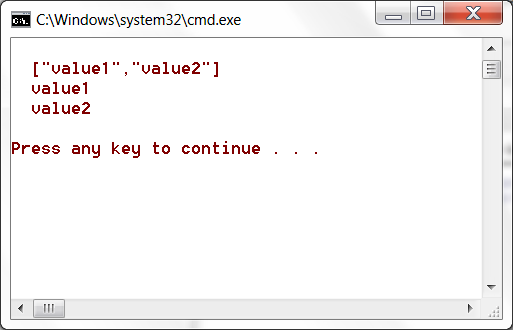 C:\Windows\system32\cmd.exe
["value1","value2"]
value1
value2
Press any key to continue . . .